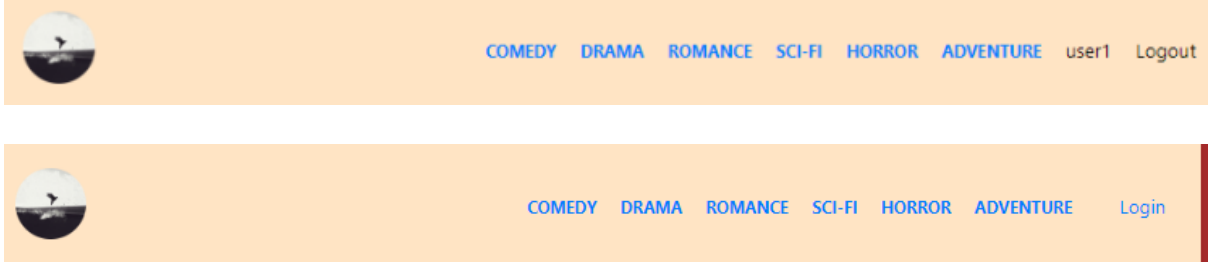 COMEDY DRAMA ROMANCE SCI-FI HORROR ADVENTURE user1 Logout
COMEDY DRAMA ROMANCE SCI-FI HORROR ADVENTURE Login